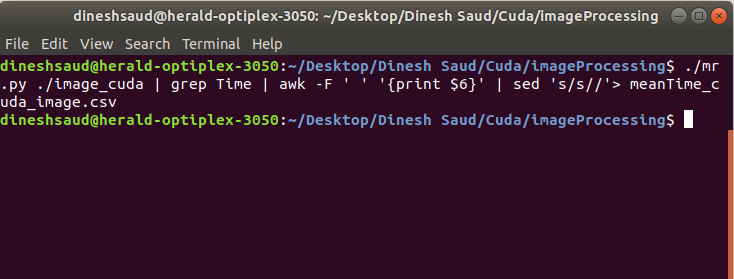 dineshsaud@herald-optiplex-3050: ~/Desktop/Dinesh Saud/Cuda/imageProcessing
File Edit View Search Terminal Help
dineshsaud@herald-optiplex-3050:~/Desktop/Dinesh Saud/Cuda/imageProcessing$ ./mr
.py ./image_cuda | grep Time | awk -F ' ' '{print $6}' | sed 's/s//'> meanTime_c
uda_image.csv
dineshsaud@herald-optiplex-3050:~/Desktop/Dinesh Saud/Cuda/imageProcessing$